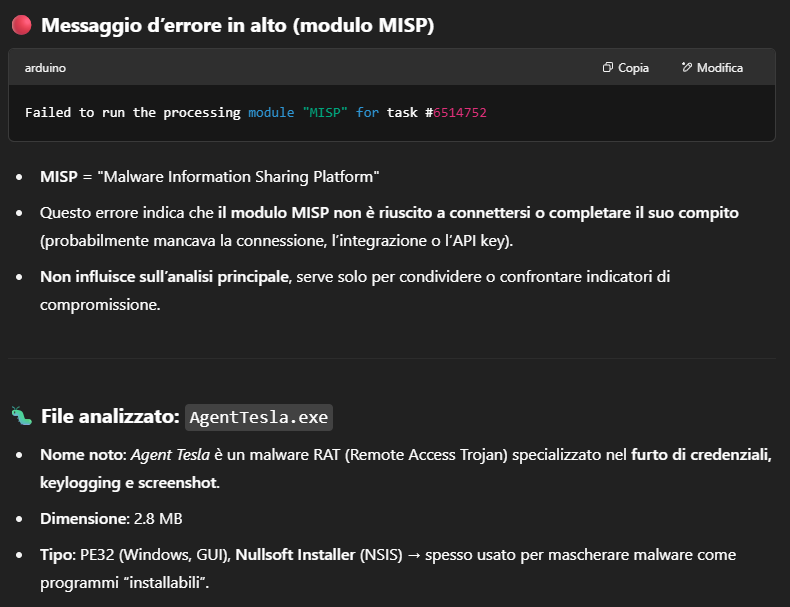 Messaggio d’errore in alto (modulo MISP)
arduino
Copia
Modifica
Failed to run the processing module "MISP" for task #6514752
MISP = "Malware Information Sharing Platform"
Questo errore indica che il modulo MISP non è riuscito a connettersi o completare il suo compito
(probabilmente mancava la connessione, l’integrazione o l’API key).
Non influisce sull’analisi principale, serve solo per condividere o confrontare indicatori di
compromissione.
File analizzato: AgentTesla.exe
Nome noto: Agent Tesla è un malware RAT (Remote Access Trojan) specializzato nel furto di credenziali,
keylogging e screenshot.
Dimensione: 2.8 MB
Tipo: PE32 (Windows, GUI), Nullsoft Installer (NSIS) → spesso usato per mascherare malware come
programmi “installabili”.